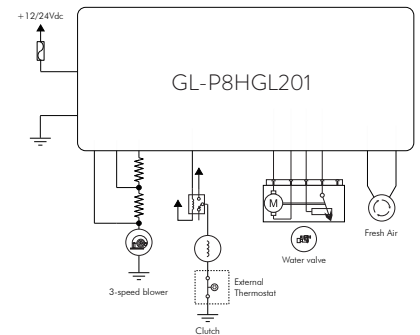 +12/24Vdc
GL-P8HGL201
M
Fresh Air
Water valve
External
Thermostat
3-speed blower
Clutch